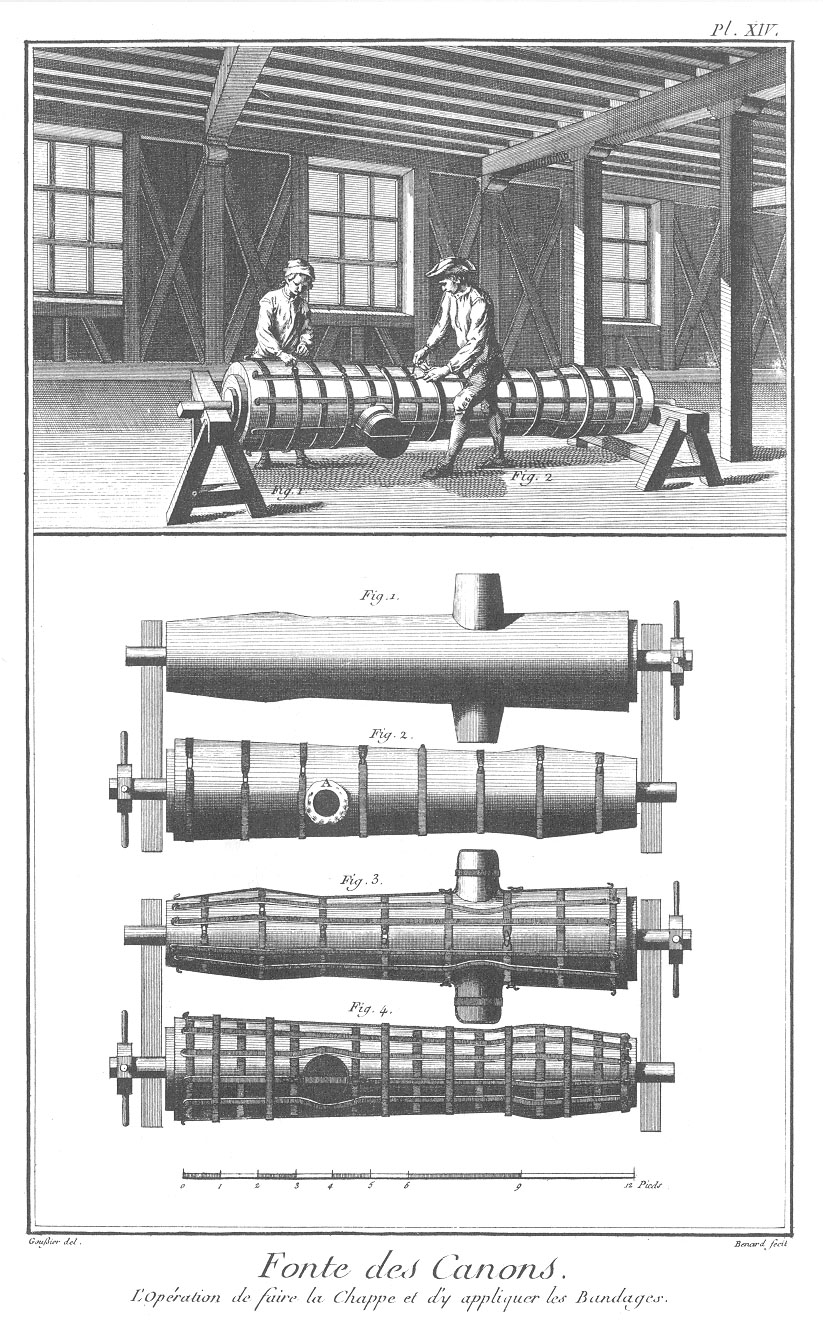 Pl. XIV.
Fig. 1
Fig. 2
Fig. 1.
Fig. 2.
A
Fig. 3.
Fig. 4.
0 1 2 3 4 5 6 9 12 Pieds
Goußier del.
Benard fecit
Fonte des Canons.
L'Opération de faire la Chappe et d'y appliquer les Bandages.